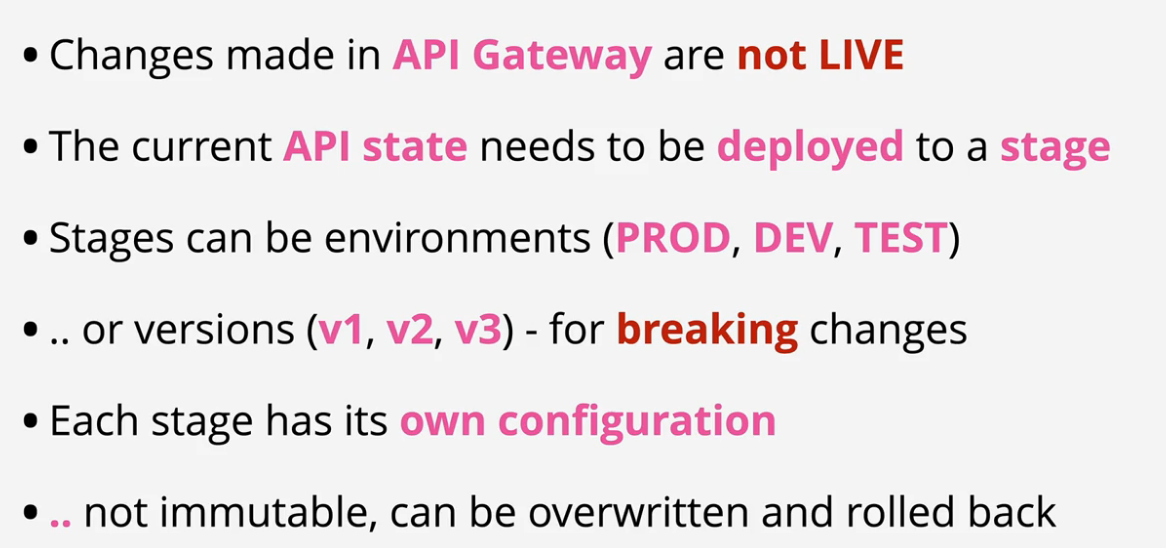 • Changes made in API Gateway are not LIVE
• The current API state needs to be deployed to a stage
• Stages can be environments (PROD, DEV, TEST)
• .. or versions (v1, v2, v3) - for breaking changes
• Each stage has its own configuration
• .. not immutable, can be overwritten and rolled back